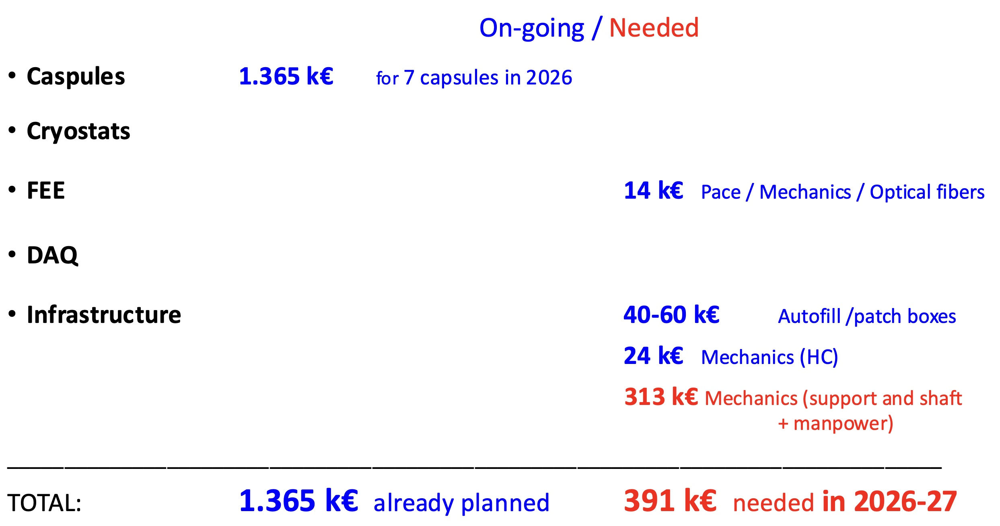 On-going / Needed
• Caspules 1.365 k€ for 7 capsules in 2026
• Cryostats
• FEE 14 k€ Pace / Mechanics / Optical fibers
• DAQ
• Infrastructure 40-60 k€ Autofill /patch boxes
24 k€ Mechanics (HC)
313 k€ Mechanics (support and shaft
+ manpower)
TOTAL: 1.365 k€ already planned 391 k€ needed in 2026-27